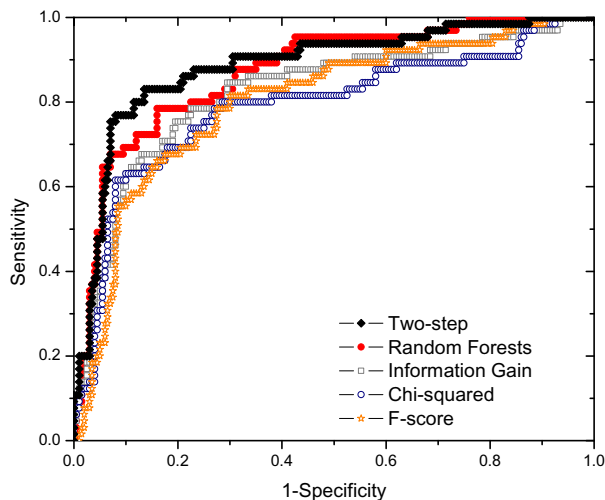 1.0
0.8
0.6
0.4
0.2
0.0
Sensitivity
Two-step
Random Forests
Information Gain
Chi-squared
F-score
0.0 0.2 0.4 0.6 0.8 1.0
1-Specificity